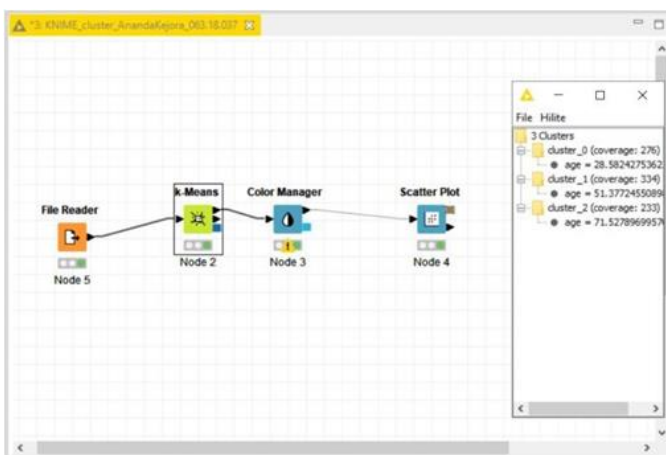 *3: KNIME_cluster_AnandaKejora_063.18.037
File Hilite
3 Clusters
cluster_0 (coverage: 276)
age = 28.5824275362
cluster_1 (coverage: 334)
age = 51.3772455089
cluster_2 (coverage: 233)
age = 71.5278969957
File Reader
Node 5
k-Means
Node 2
Color Manager
Node 3
Scatter Plot
Node 4